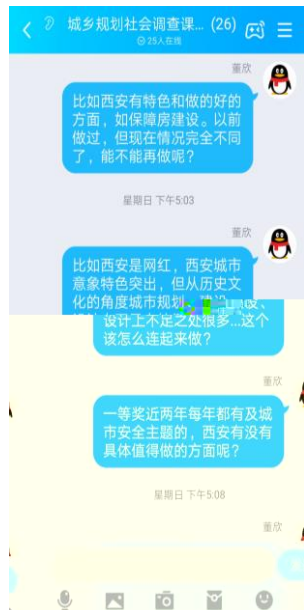 城乡规划社会调查课... (26)
25人在线
董欣
比如西安有特色和做的好的
方面，如保障房建设。以前
做过，但现在情况完全不同
了，能不能再做呢？
星期日 下午5:03
董欣
比如西安是网红，西安城市
意象特色突出，但从历史文
化的角度城市规划、
设计上不足之处很多...这个
该怎么连起来做？
董欣
一等奖近两年每年都有及城
市安全主题的，西安有没有
具体值得做的方面呢？
星期日 下午5:08
董欣